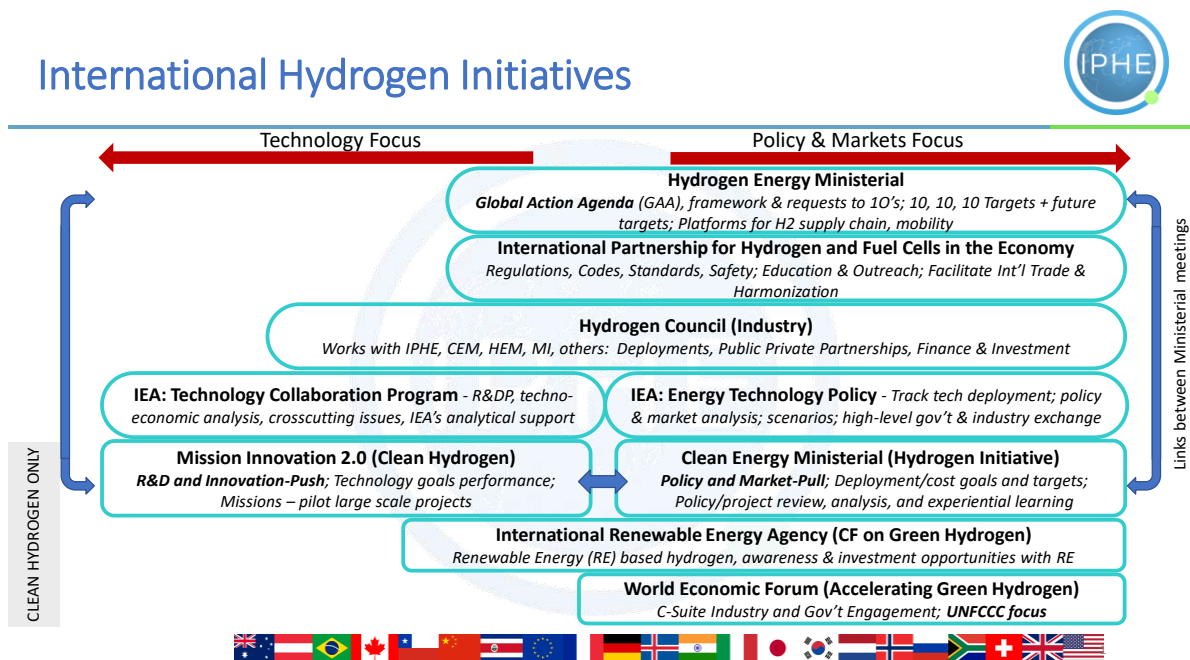 International Hydrogen Initiatives
IPHE
Technology Focus
Policy & Markets Focus
Hydrogen Energy Ministerial
Global Action Agenda (GAA), framework & requests to 1O's; 10, 10, 10 Targets + future
targets; Platforms for H2 supply chain, mobility
International Partnership for Hydrogen and Fuel Cells in the Economy
Regulations, Codes, Standards, Safety; Education & Outreach; Facilitate Int'l Trade &
Harmonization
Hydrogen Council (Industry)
Works with IPHE, CEM, HEM, MI, others: Deployments, Public Private Partnerships, Finance & Investment
IEA: Technology Collaboration Program - R&DP, techno-
economic analysis, crosscutting issues, IEA's analytical support
IEA: Energy Technology Policy - Track tech deployment; policy
& market analysis; scenarios; high-level gov't & industry exchange
Mission Innovation 2.0 (Clean Hydrogen)
R&D and Innovation-Push; Technology goals performance;
Missions – pilot large scale projects
Clean Energy Ministerial (Hydrogen Initiative)
Policy and Market-Pull; Deployment/cost goals and targets;
Policy/project review, analysis, and experiential learning
International Renewable Energy Agency (CF on Green Hydrogen)
Renewable Energy (RE) based hydrogen, awareness & investment opportunities with RE
World Economic Forum (Accelerating Green Hydrogen)
C-Suite Industry and Gov't Engagement; UNFCCC focus
CLEAN HYDROGEN ONLY
Links between Ministerial meetings